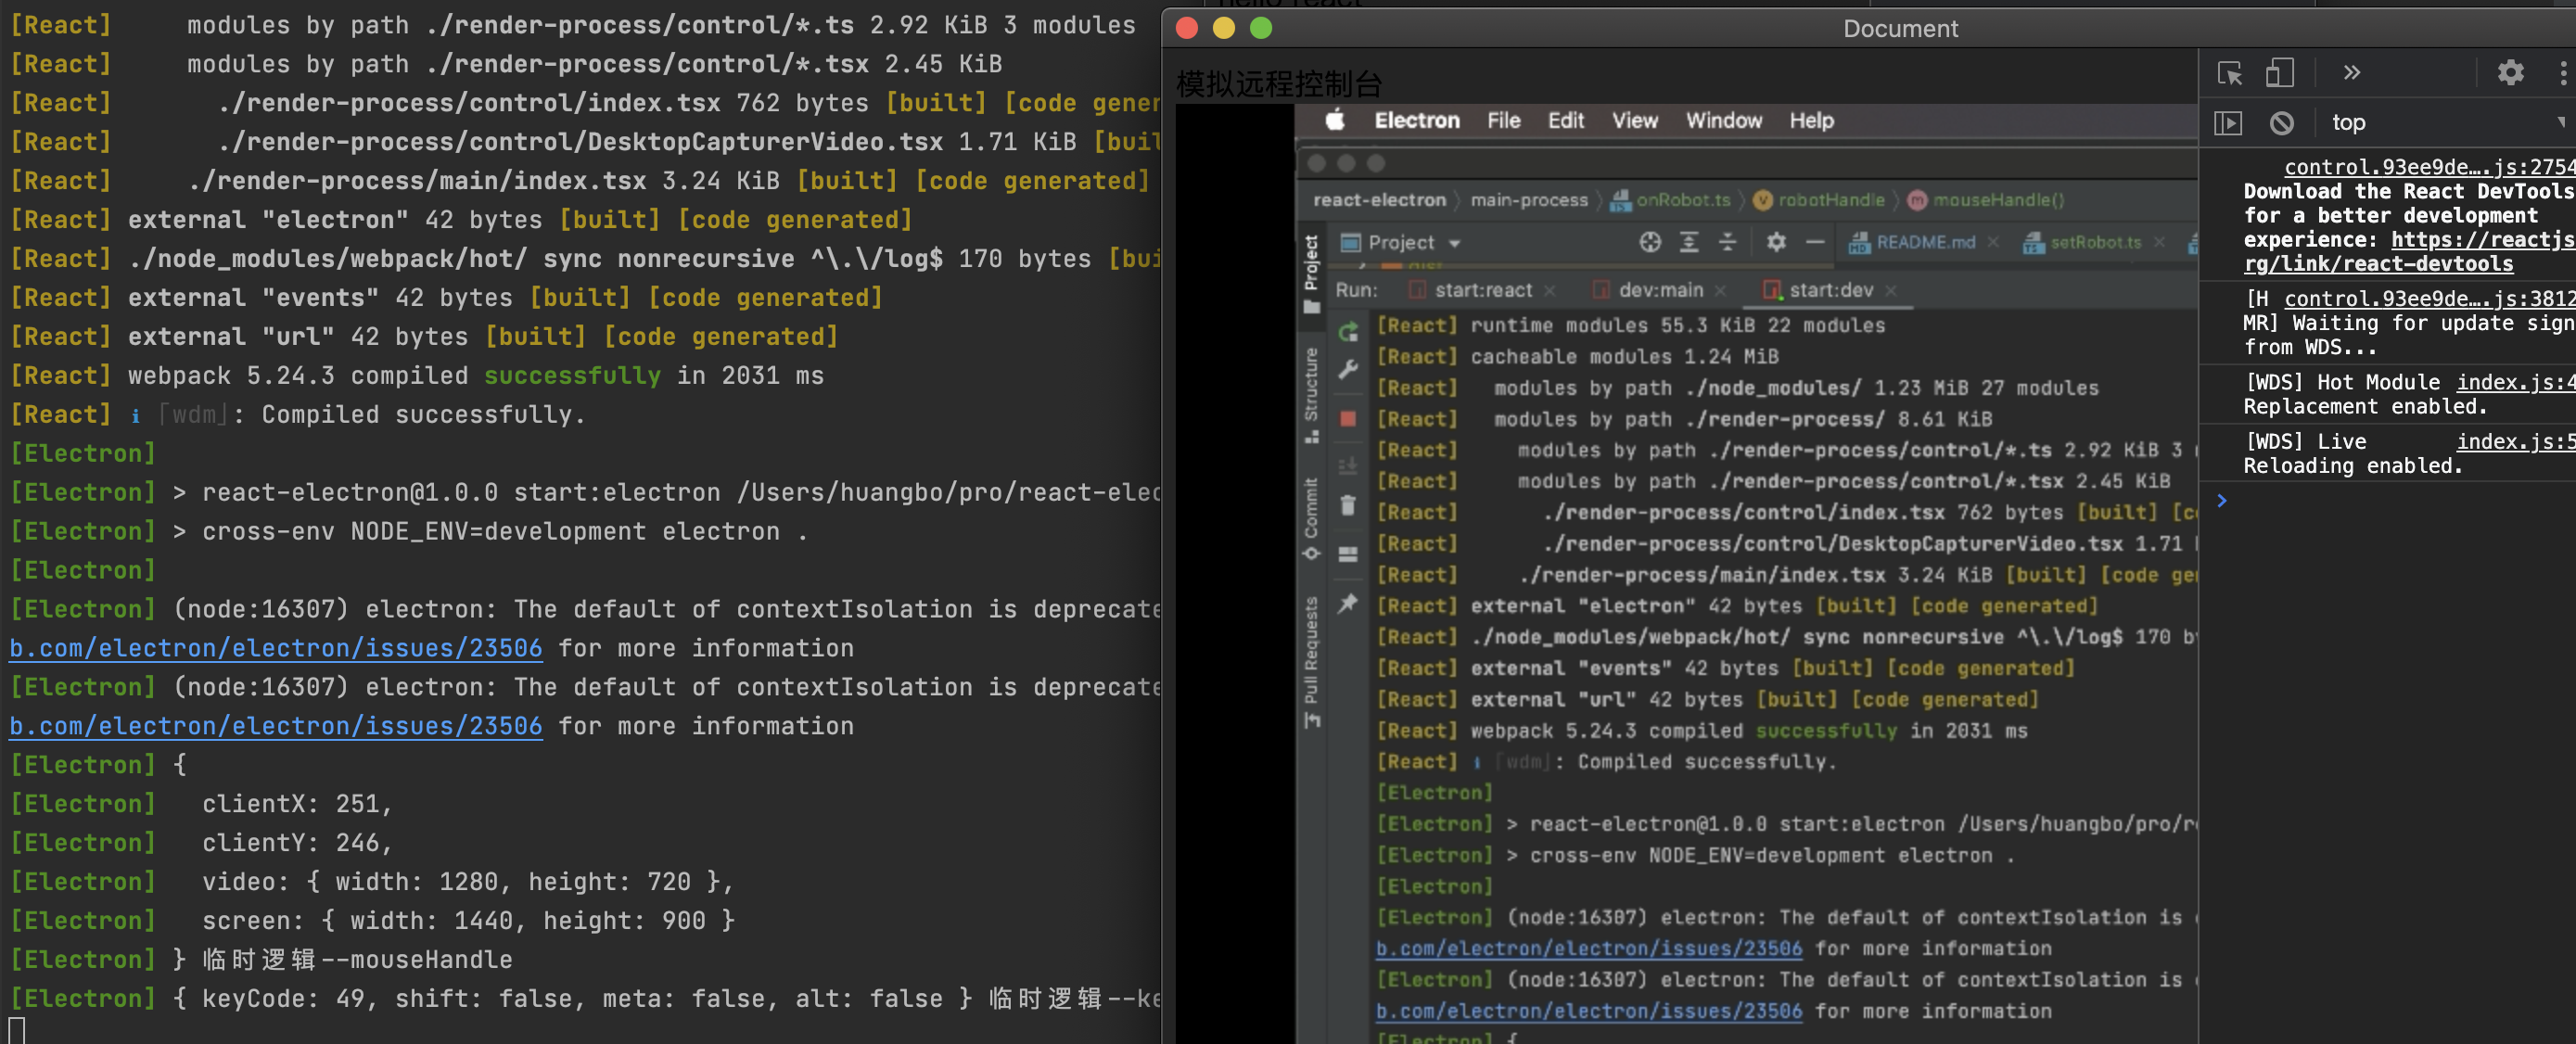 [React]     modules by path ./render-process/control/*.ts 2.92 KiB 3 modules
[React]     modules by path ./render-process/control/*.tsx 2.45 KiB
[React]       ./render-process/control/index.tsx 762 bytes [built] [code gener
[React]       ./render-process/control/DesktopCapturerVideo.tsx 1.71 KiB [buil
[React]     ./render-process/main/index.tsx 3.24 KiB [built] [code generated]
[React] external "electron" 42 bytes [built] [code generated]
[React] ./node_modules/webpack/hot/ sync nonrecursive ^\.\/log$ 170 bytes [bui
[React] external "events" 42 bytes [built] [code generated]
[React] external "url" 42 bytes [built] [code generated]
[React] webpack 5.24.3 compiled successfully in 2031 ms
[React] ℹ ｢wdm｣: Compiled successfully.
[Electron]
[Electron] > react-electron@1.0.0 start:electron /Users/huangbo/pro/react-elec
[Electron] > cross-env NODE_ENV=development electron .
[Electron]
[Electron] (node:16307) electron: The default of contextIsolation is deprecate
b.com/electron/electron/issues/23506 for more information
[Electron] (node:16307) electron: The default of contextIsolation is deprecate
b.com/electron/electron/issues/23506 for more information
[Electron] {
[Electron]   clientX: 251,
[Electron]   clientY: 246,
[Electron]   video: { width: 1280, height: 720 },
[Electron]   screen: { width: 1440, height: 900 }
[Electron] } 临时逻辑--mouseHandle
[Electron] { keyCode: 49, shift: false, meta: false, alt: false } 临时逻辑--ke
hello react
Document
模拟远程控制台
Electron File Edit View Window Help
react-electron main-process onRobot.ts robotHandle mouseHandle()
Project README.md setRobot.ts
Run: start:react dev:main start:dev
Project
Structure
Commit
Pull Requests
[React] runtime modules 55.3 KiB 22 modules
[React] cacheable modules 1.24 MiB
[React]   modules by path ./node_modules/ 1.23 MiB 27 modules
[React]   modules by path ./render-process/ 8.61 KiB
[React]     modules by path ./render-process/control/*.ts 2.92 KiB 3
[React]     modules by path ./render-process/control/*.tsx 2.45 KiB
[React]       ./render-process/control/index.tsx 762 bytes [built] [c
[React]       ./render-process/control/DesktopCapturerVideo.tsx 1.71
[React]     ./render-process/main/index.tsx 3.24 KiB [built] [code ge
[React] external "electron" 42 bytes [built] [code generated]
[React] ./node_modules/webpack/hot/ sync nonrecursive ^\.\/log$ 170 b
[React] external "events" 42 bytes [built] [code generated]
[React] external "url" 42 bytes [built] [code generated]
[React] webpack 5.24.3 compiled successfully in 2031 ms
[React] ℹ ｢wdm｣: Compiled successfully.
[Electron]
[Electron] > react-electron@1.0.0 start:electron /Users/huangbo/pro/r
[Electron] > cross-env NODE_ENV=development electron .
[Electron]
[Electron] (node:16307) electron: The default of contextIsolation is
b.com/electron/electron/issues/23506 for more information
[Electron] (node:16307) electron: The default of contextIsolation is
b.com/electron/electron/issues/23506 for more information
[Electron] {
top
control.93ee9de….js:2754
Download the React DevTools
for a better development
experience: https://reactjs
rg/link/react-devtools
[H control.93ee9de….js:3812
MR] Waiting for update sign
from WDS...
[WDS] Hot Module index.js:4
Replacement enabled.
[WDS] Live index.js:5
Reloading enabled.